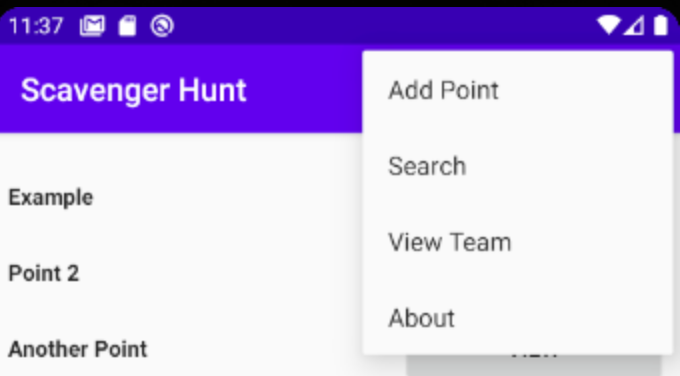 11:37
Scavenger Hunt
Add Point
Search
View Team
About
Example
Point 2
Another Point